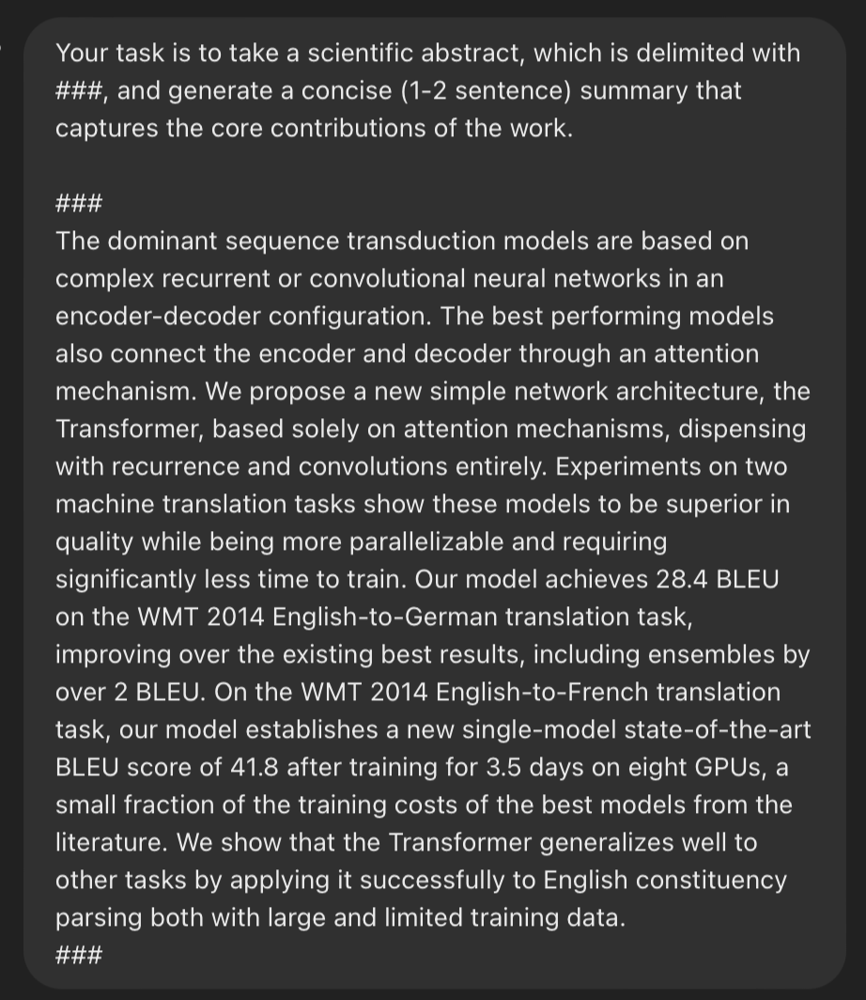 Your task is to take a scientific abstract, which is delimited with
###, and generate a concise (1-2 sentence) summary that
captures the core contributions of the work.
###
The dominant sequence transduction models are based on
complex recurrent or convolutional neural networks in an
encoder-decoder configuration. The best performing models
also connect the encoder and decoder through an attention
mechanism. We propose a new simple network architecture, the
Transformer, based solely on attention mechanisms, dispensing
with recurrence and convolutions entirely. Experiments on two
machine translation tasks show these models to be superior in
quality while being more parallelizable and requiring
significantly less time to train. Our model achieves 28.4 BLEU
on the WMT 2014 English-to-German translation task,
improving over the existing best results, including ensembles by
over 2 BLEU. On the WMT 2014 English-to-French translation
task, our model establishes a new single-model state-of-the-art
BLEU score of 41.8 after training for 3.5 days on eight GPUs, a
small fraction of the training costs of the best models from the
literature. We show that the Transformer generalizes well to
other tasks by applying it successfully to English constituency
parsing both with large and limited training data.
###